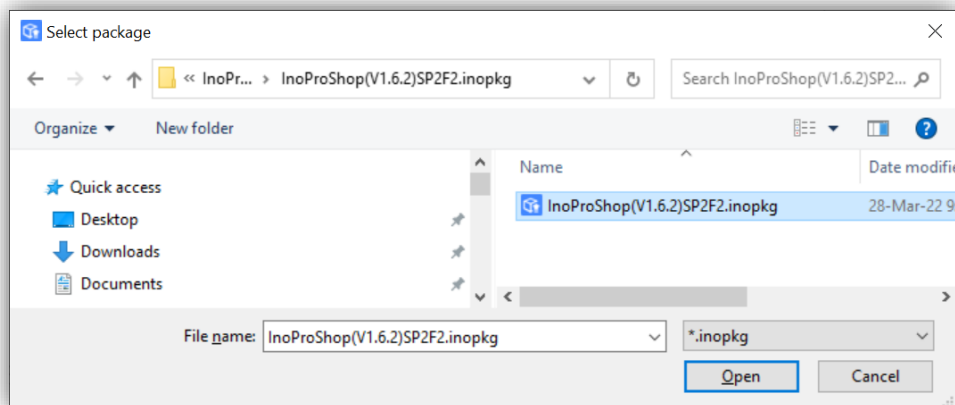 Select package
« InoPr... > InoProShop(V1.6.2)SP2F2.inopkg
Search InoProShop(V1.6.2)SP2...
Organize
New folder
Quick access
Desktop
Downloads
Documents
Name
Date modifie
InoProShop(V1.6.2)SP2F2.inopkg
28-Mar-22 9
File name:
InoProShop(V1.6.2)SP2F2.inopkg
*.inopkg
Open
Cancel